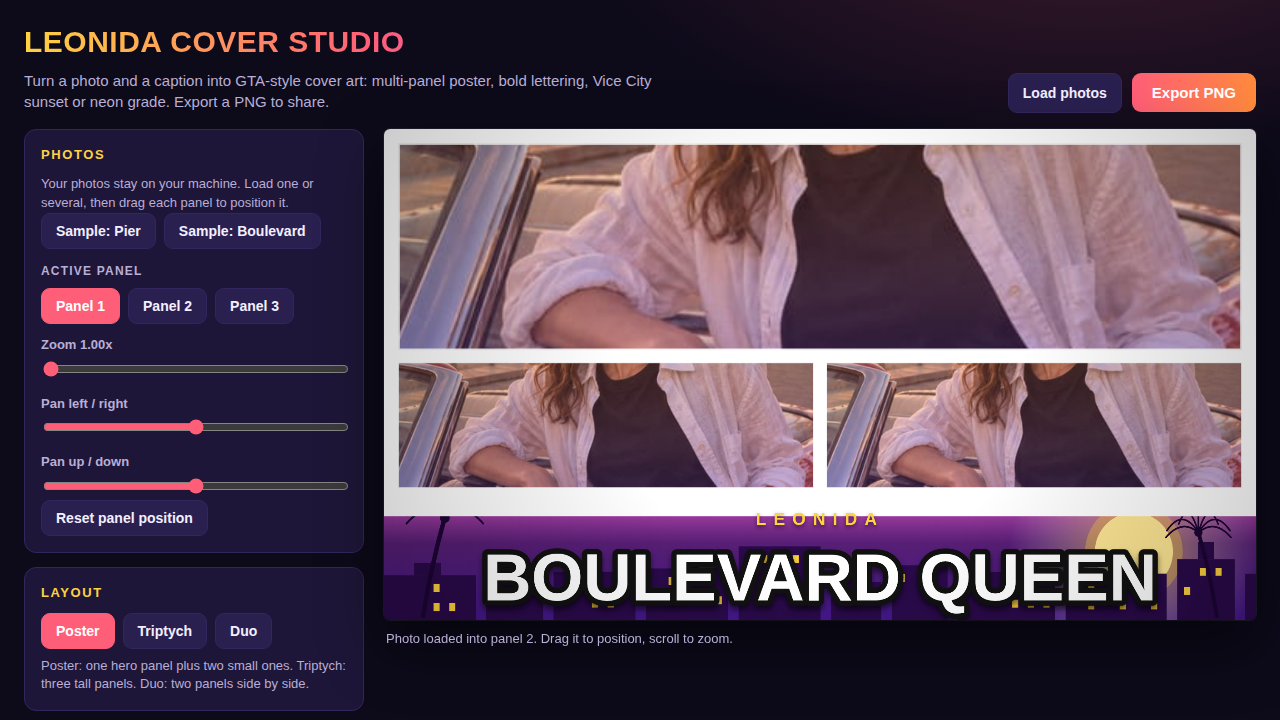 LEONIDA COVER STUDIO
Turn a photo and a caption into GTA-style cover art: multi-panel poster, bold lettering, Vice City
sunset or neon grade. Export a PNG to share.
Load photos
Export PNG
PHOTOS
Your photos stay on your machine. Load one or
several, then drag each panel to position it.
Sample: Pier
Sample: Boulevard
ACTIVE PANEL
Panel 1
Panel 2
Panel 3
Zoom 1.00x
Pan left / right
Pan up / down
Reset panel position
LAYOUT
Poster
Triptych
Duo
Poster: one hero panel plus two small ones. Triptych:
three tall panels. Duo: two panels side by side.
LEONIDA
BOULEVARD QUEEN
Photo loaded into panel 2. Drag it to position, scroll to zoom.